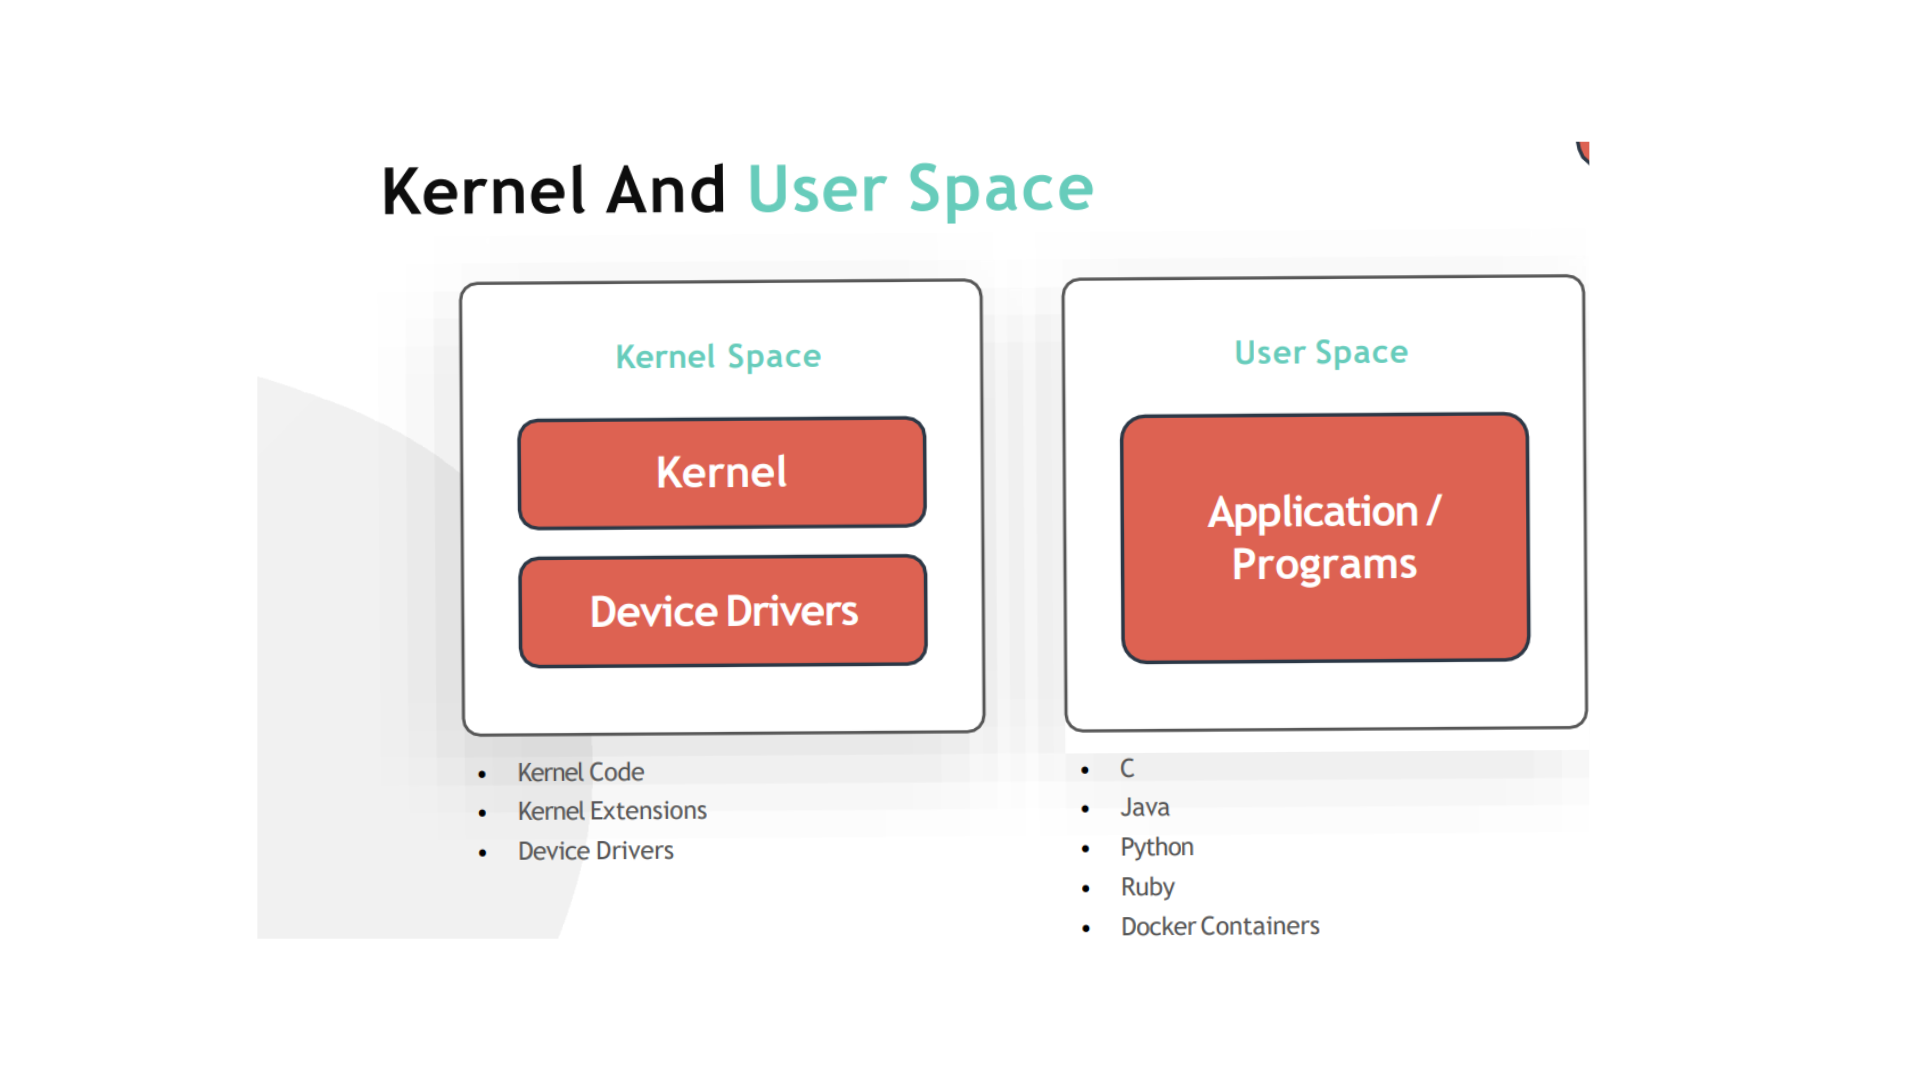 Kernel And User Space
Kernel Space
Kernel
Device Drivers
Kernel Code
Kernel Extensions
Device Drivers
User Space
Application /
Programs
C
Java
Python
Ruby
Docker Containers